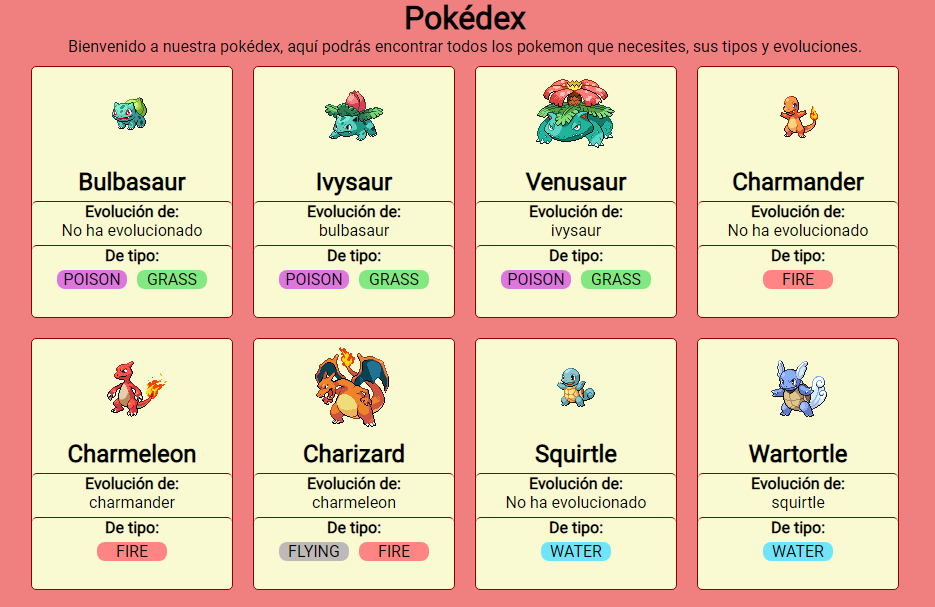 Pokédex
Bienvenido a nuestra pokédex, aquí podrás encontrar todos los pokemon que necesites, sus tipos y evoluciones.
Bulbasaur
Evolución de:
No ha evolucionado
De tipo:
POISON GRASS
Ivysaur
Evolución de:
bulbasaur
De tipo:
POISON GRASS
Venusaur
Evolución de:
ivysaur
De tipo:
POISON GRASS
Charmander
Evolución de:
No ha evolucionado
De tipo:
FIRE
Charmeleon
Evolución de:
charmander
De tipo:
FIRE
Charizard
Evolución de:
charmeleon
De tipo:
FLYING FIRE
Squirtle
Evolución de:
No ha evolucionado
De tipo:
WATER
Wartortle
Evolución de:
squirtle
De tipo:
WATER